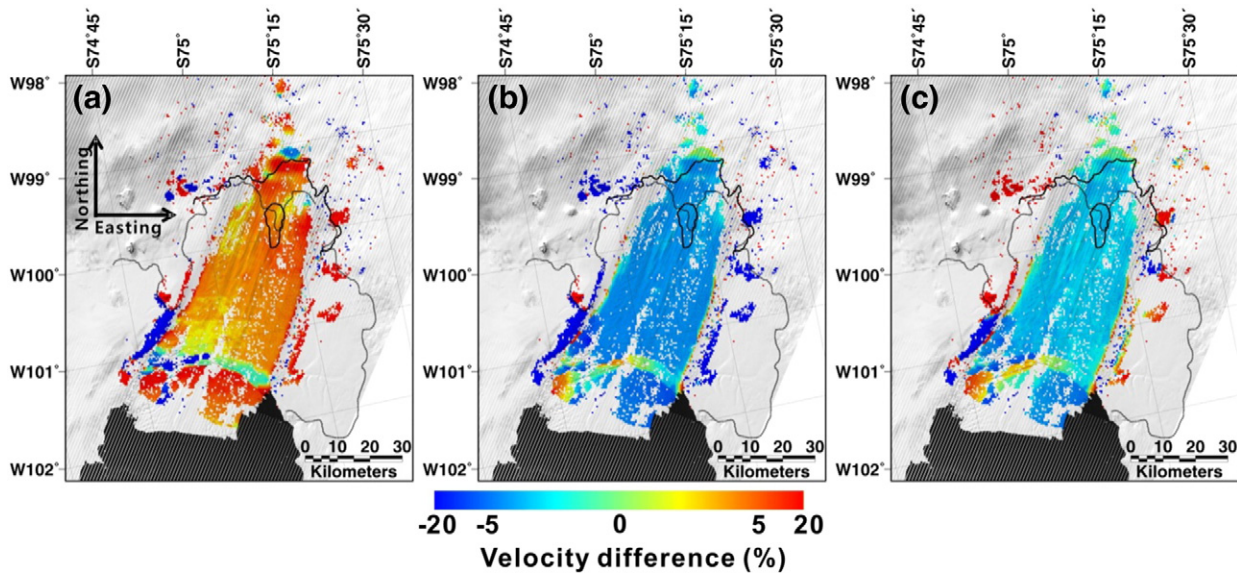 S74°45′ S75° S75°15′ S75°30′ S74°45′ S75° S75°15′ S75°30′ S74°45′ S75° S75°15′ S75°30′
W98° (a) W98° (b) W98° (c)
Northing
W99° W99° W99°
Easting
W100° W100° W100°
W101° W101° W101°
0 10 20 30 0 10 20 30 0 10 20 30
W102° Kilometers W102° Kilometers W102° Kilometers
-20 -5 0 5 20
Velocity difference (%)